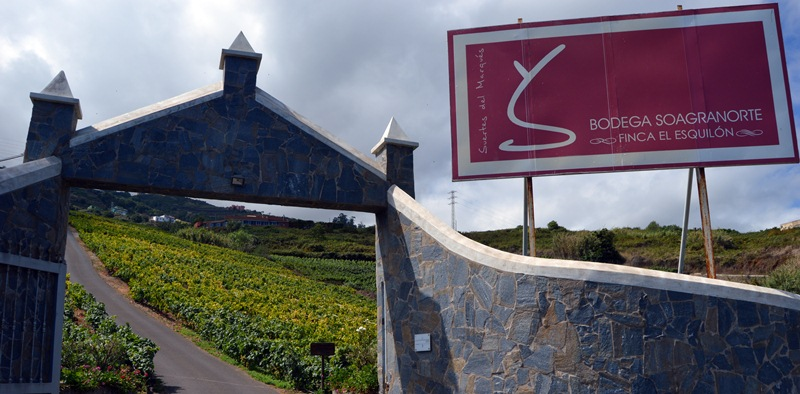 Suertes del Marqués
BODEGA SOAGRANORTE
FINCA EL ESQUILÓN